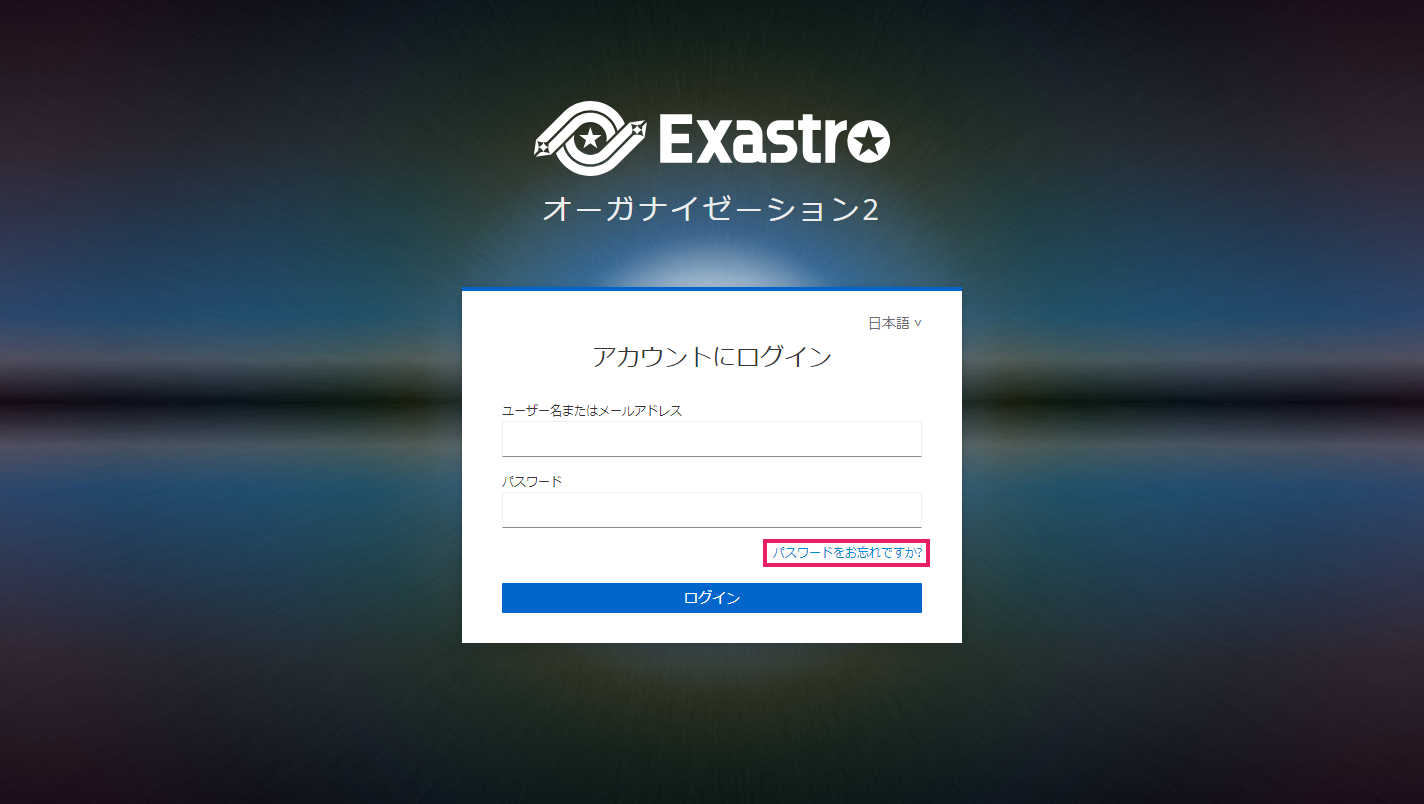 Exastro
オーガナイゼーション2
日本語 ˅
アカウントにログイン
ユーザー名またはメールアドレス
パスワード
パスワードをお忘れですか?
ログイン